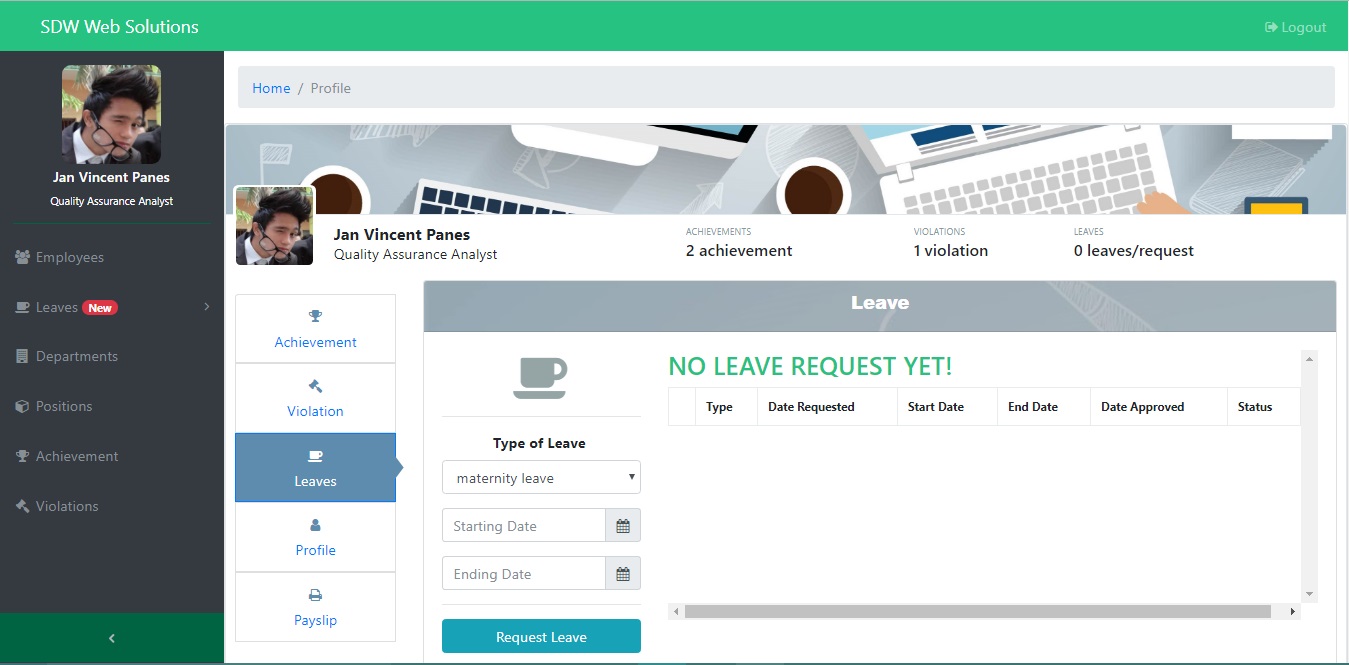 SDW Web Solutions
Logout
Jan Vincent Panes
Quality Assurance Analyst
Employees
Leaves New
Departments
Positions
Achievement
Violations
Home / Profile
Jan Vincent Panes
Quality Assurance Analyst
ACHIEVEMENTS
2 achievement
VIOLATIONS
1 violation
LEAVES
0 leaves/request
Achievement
Violation
Leaves
Profile
Payslip
Leave
Type of Leave
maternity leave
Starting Date
Ending Date
Request Leave
NO LEAVE REQUEST YET!
Type Date Requested Start Date End Date Date Approved Status